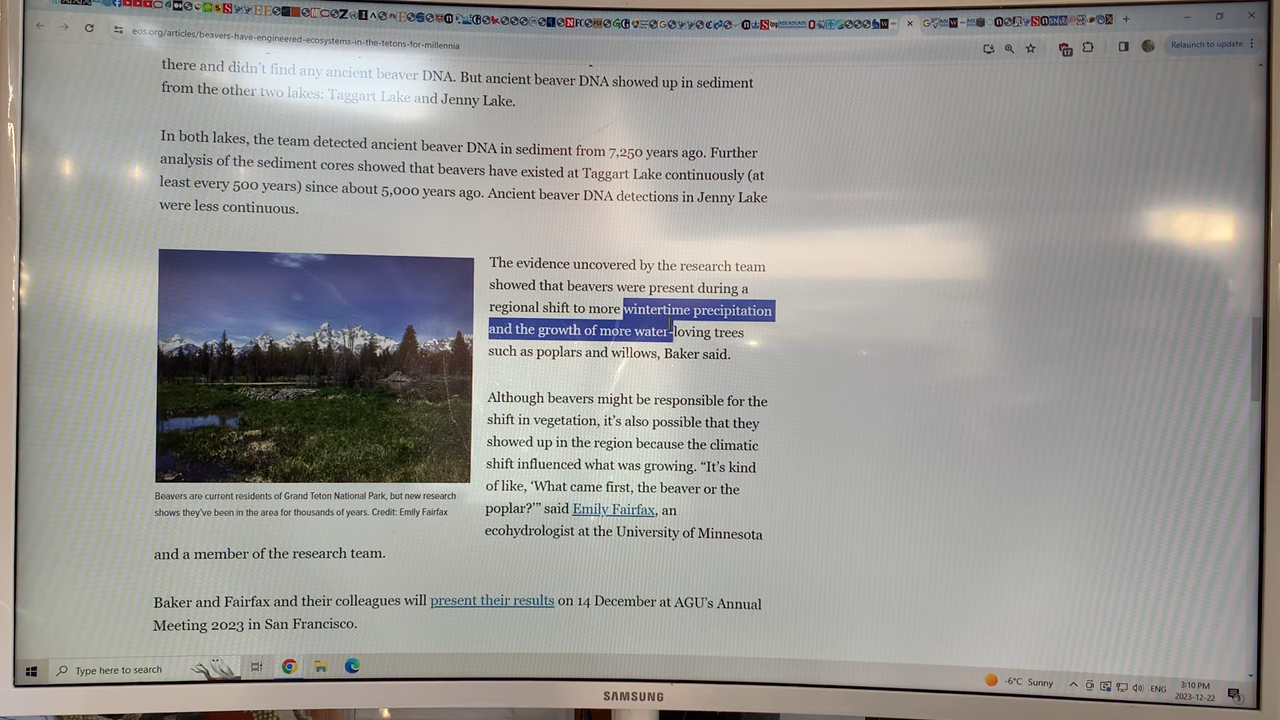 eos.org/articles/beavers-have-engineered-ecosystems-in-the-tetons-for-millennia
Relaunch to update
there and didn't find any ancient beaver DNA. But ancient beaver DNA showed up in sediment
from the other two lakes: Taggart Lake and Jenny Lake.
In both lakes, the team detected ancient beaver DNA in sediment from 7,250 years ago. Further
analysis of the sediment cores showed that beavers have existed at Taggart Lake continuously (at
least every 500 years) since about 5,000 years ago. Ancient beaver DNA detections in Jenny Lake
were less continuous.
The evidence uncovered by the research team
showed that beavers were present during a
regional shift to more wintertime precipitation
and the growth of more water-loving trees
such as poplars and willows, Baker said.
Although beavers might be responsible for the
shift in vegetation, it's also possible that they
showed up in the region because the climatic
shift influenced what was growing. “It's kind
of like, ‘What came first, the beaver or the
poplar?’” said Emily Fairfax, an
ecohydrologist at the University of Minnesota
and a member of the research team.
Beavers are current residents of Grand Teton National Park, but new research
shows they've been in the area for thousands of years. Credit: Emily Fairfax
Baker and Fairfax and their colleagues will present their results on 14 December at AGU's Annual
Meeting 2023 in San Francisco.
Type here to search
-6°C Sunny
ENG
3:10 PM
2023-12-22
SAMSUNG